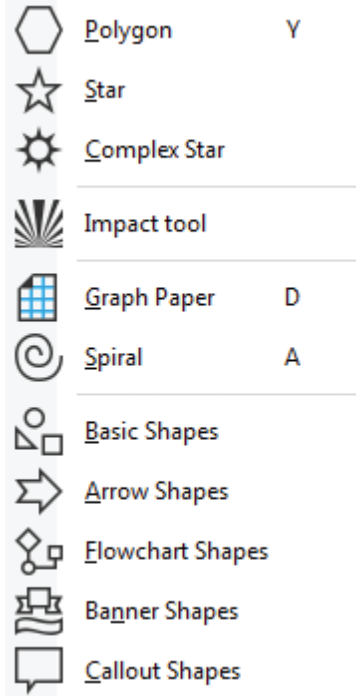 Polygon Y
Star
Complex Star
Impact tool
Graph Paper D
Spiral A
Basic Shapes
Arrow Shapes
Flowchart Shapes
Banner Shapes
Callout Shapes